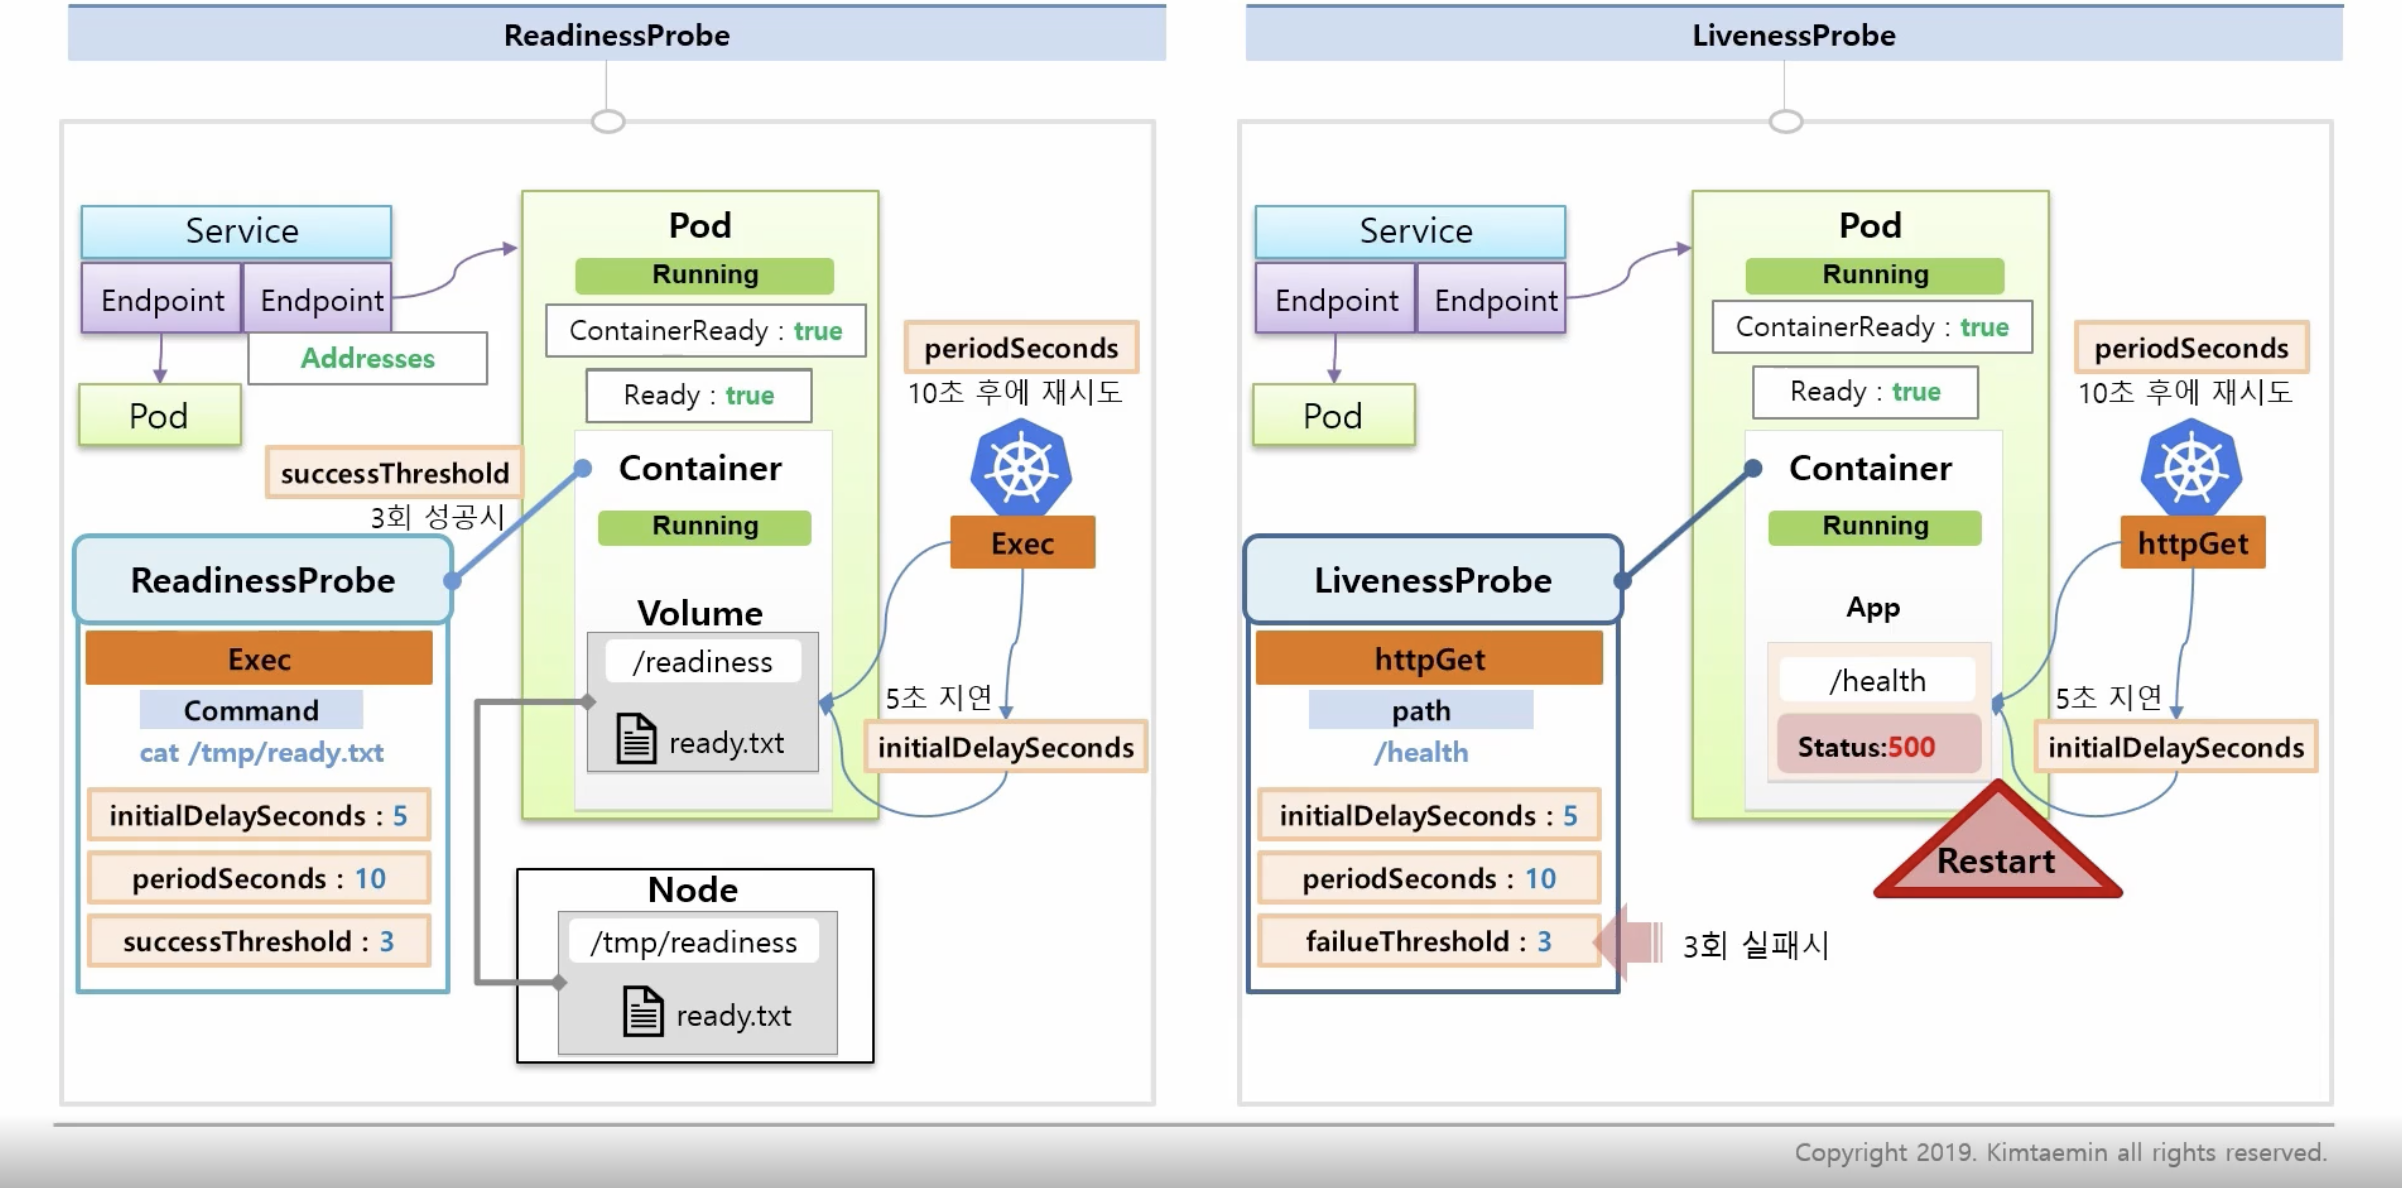 ReadinessProbe
Service
Endpoint
Endpoint
Addresses
Pod
Pod
Running
ContainerReady : true
Ready : true
periodSeconds
10초 후에 재시도
successThreshold
3회 성공시
Container
Running
Exec
ReadinessProbe
Exec
Command
cat /tmp/ready.txt
initialDelaySeconds : 5
periodSeconds : 10
successThreshold : 3
Volume
/readiness
ready.txt
5초 지연
initialDelaySeconds
Node
/tmp/readiness
ready.txt
LivenessProbe
Service
Endpoint
Endpoint
Pod
Pod
Running
ContainerReady : true
Ready : true
periodSeconds
10초 후에 재시도
Container
Running
httpGet
LivenessProbe
httpGet
path
/health
initialDelaySeconds : 5
periodSeconds : 10
failueThreshold : 3
3회 실패시
App
/health
Status:500
5초 지연
initialDelaySeconds
Restart
Copyright 2019. Kimtaemin all rights reserved.